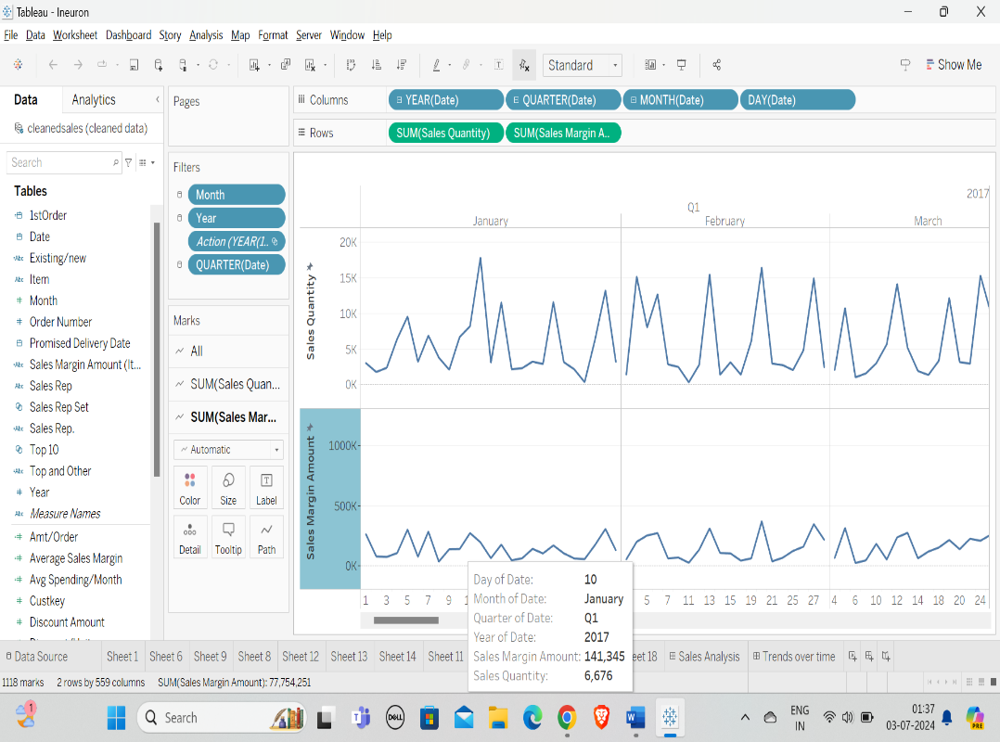 Tableau - Ineuron
File Data Worksheet Dashboard Story Analysis Map Format Server Window Help
Standard
Show Me
Data Analytics
cleanedsales (cleaned data)
Search
Tables
1stOrder
Date
Abc Existing/new
Abc Item
Month
Order Number
Promised Delivery Date
Abc Sales Margin Amount (It...
Abc Sales Rep
Sales Rep Set
Abc Sales Rep.
Top 10
Abc Top and Other
Year
Abc Measure Names
Amt/Order
Average Sales Margin
Avg Spending/Month
Custkey
Discount Amount
Pages
Filters
Month
Year
Action (YEAR(1..
QUARTER(Date)
Marks
All
SUM(Sales Quan...
SUM(Sales Mar...
Automatic
Color Size Label
Detail Tooltip Path
Columns YEAR(Date) QUARTER(Date) MONTH(Date) DAY(Date)
Rows SUM(Sales Quantity) SUM(Sales Margin A..
2017
Q1
January February March
Sales Quantity
20K
15K
10K
5K
0K
Sales Margin Amount
1000K
500K
0K
1 3 5 7 9 5 7 11 13 15 19 21 25 27 4 6 10 12 14 18 20 24
Day of Date: 10
Month of Date: January
Quarter of Date: Q1
Year of Date: 2017
Sales Margin Amount: 141,345
Sales Quantity: 6,676
Data Source Sheet 1 Sheet 6 Sheet 9 Sheet 8 Sheet 12 Sheet 13 Sheet 14 Sheet 11 eet 18 Sales Analysis Trends over time
1118 marks 2 rows by 559 columns SUM(Sales Margin Amount): 77,754,251
1
Search
DELL
ENG
IN
01:37
03-07-2024
PRE